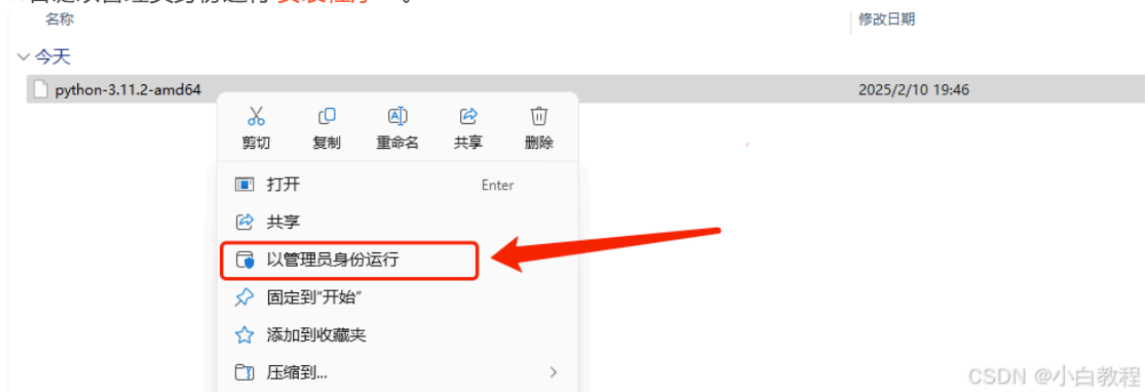 名称 修改日期
今天
python-3.11.2-amd64 2025/2/10 19:46
剪切 复制 重命名 共享 删除
打开 Enter
共享
以管理员身份运行
固定到“开始”
添加到收藏夹
压缩到...
CSDN @小白教程